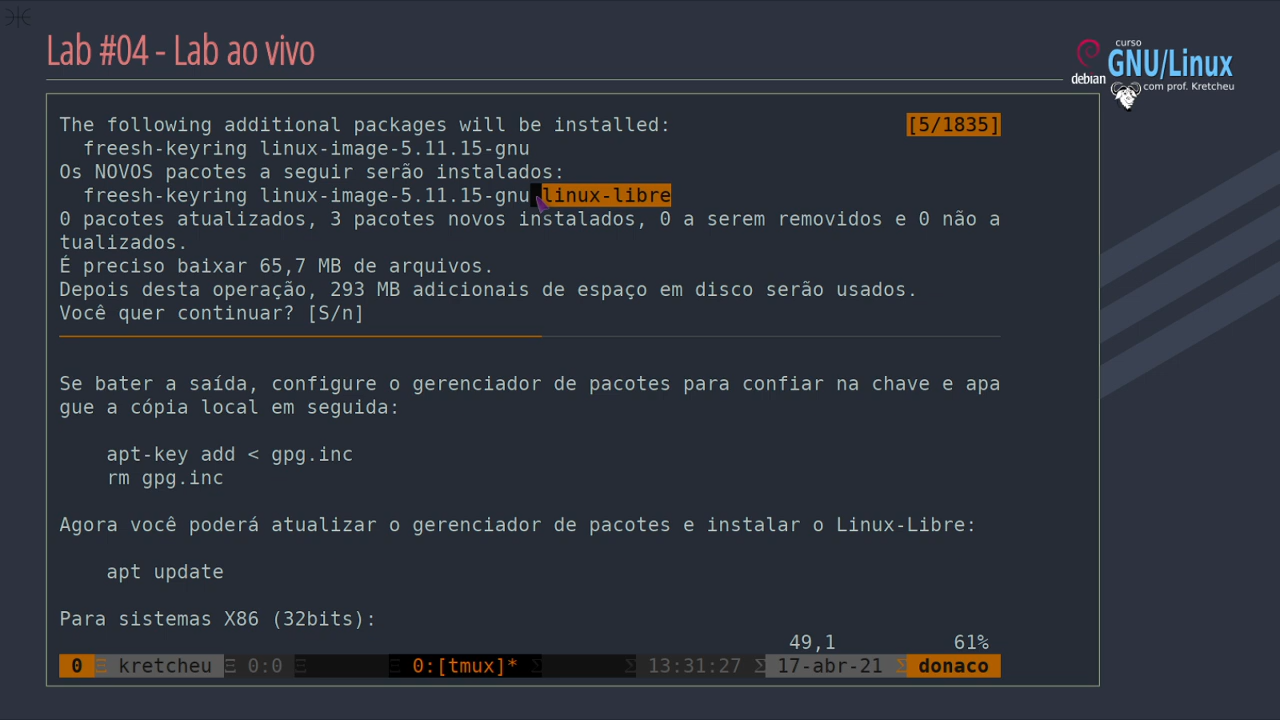 Lab #04 - Lab ao vivo
curso
GNU/Linux
debian
com prof. Kretcheu
The following additional packages will be installed: [5/1835]
freesh-keyring linux-image-5.11.15-gnu
Os NOVOS pacotes a seguir serão instalados:
freesh-keyring linux-image-5.11.15-gnu linux-libre
0 pacotes atualizados, 3 pacotes novos instalados, 0 a serem removidos e 0 não a
tualizados.
É preciso baixar 65,7 MB de arquivos.
Depois desta operação, 293 MB adicionais de espaço em disco serão usados.
Você quer continuar? [S/n]
Se bater a saída, configure o gerenciador de pacotes para confiar na chave e apa
gue a cópia local em seguida:
apt-key add < gpg.inc
rm gpg.inc
Agora você poderá atualizar o gerenciador de pacotes e instalar o Linux-Libre:
apt update
Para sistemas X86 (32bits):
49,1 61%
0 Ξ kretcheu Ξ 0:0 Ξ Ξ 0:[tmux]* Σ Σ 13:31:27 Σ 17-abr-21 Σ donaco